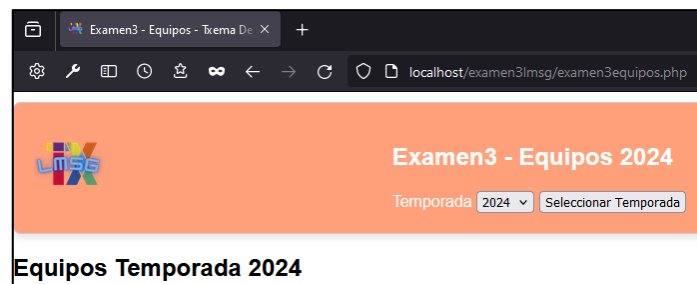 Examen3 - Equipos - Txema De
localhost/examen3lmsg/examen3equipos.php
LMSG
Examen3 - Equipos 2024
Temporada 2024 Seleccionar Temporada
Equipos Temporada 2024